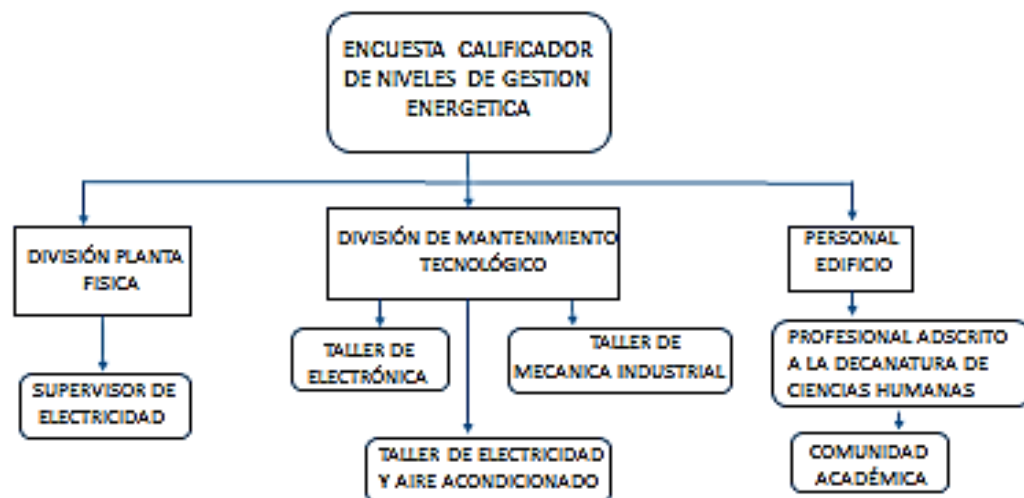 ENCUESTA CALIFICADOR
DE NIVELES DE GESTION
ENERGETICA
DIVISIÓN PLANTA
FISICA
DIVISIÓN DE MANTENIMIENTO
TECNOLÓGICO
PERSONAL
EDIFICIO
SUPERVISOR DE
ELECTRICIDAD
TALLER DE
ELECTRÓNICA
TALLER DE
MECANICA INDUSTRIAL
PROFESIONAL ADSCRITO
A LA DECANATURA DE
CIENCIAS HUMANAS
TALLER DE ELECTRICIDAD
Y AIRE ACONDICIONADO
COMUNIDAD
ACADÉMICA